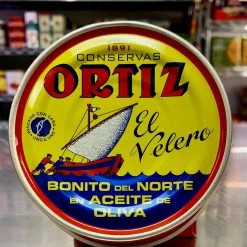 1891
CONSERVAS
ORTIZ
El
Velero
BONITO DEL NORTE
EN ACEITE DE
OLIVA